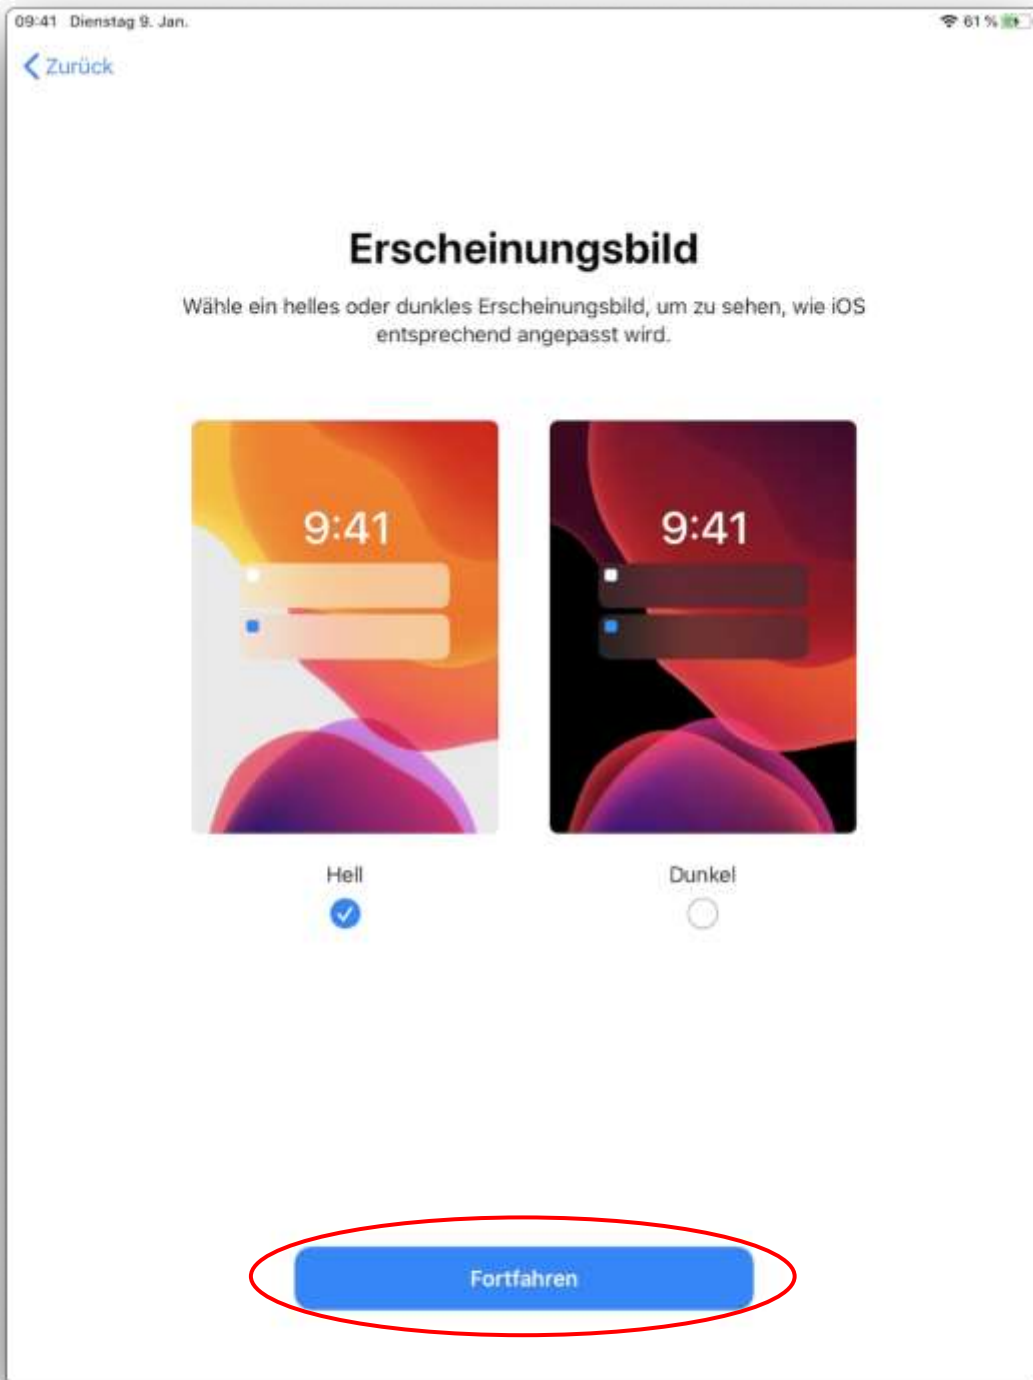 09:41 Dienstag 9. Jan.
61 %
Zurück
Erscheinungsbild
Wähle ein helles oder dunkles Erscheinungsbild, um zu sehen, wie iOS
entsprechend angepasst wird.
9:41
9:41
Hell
Dunkel
Fortfahren